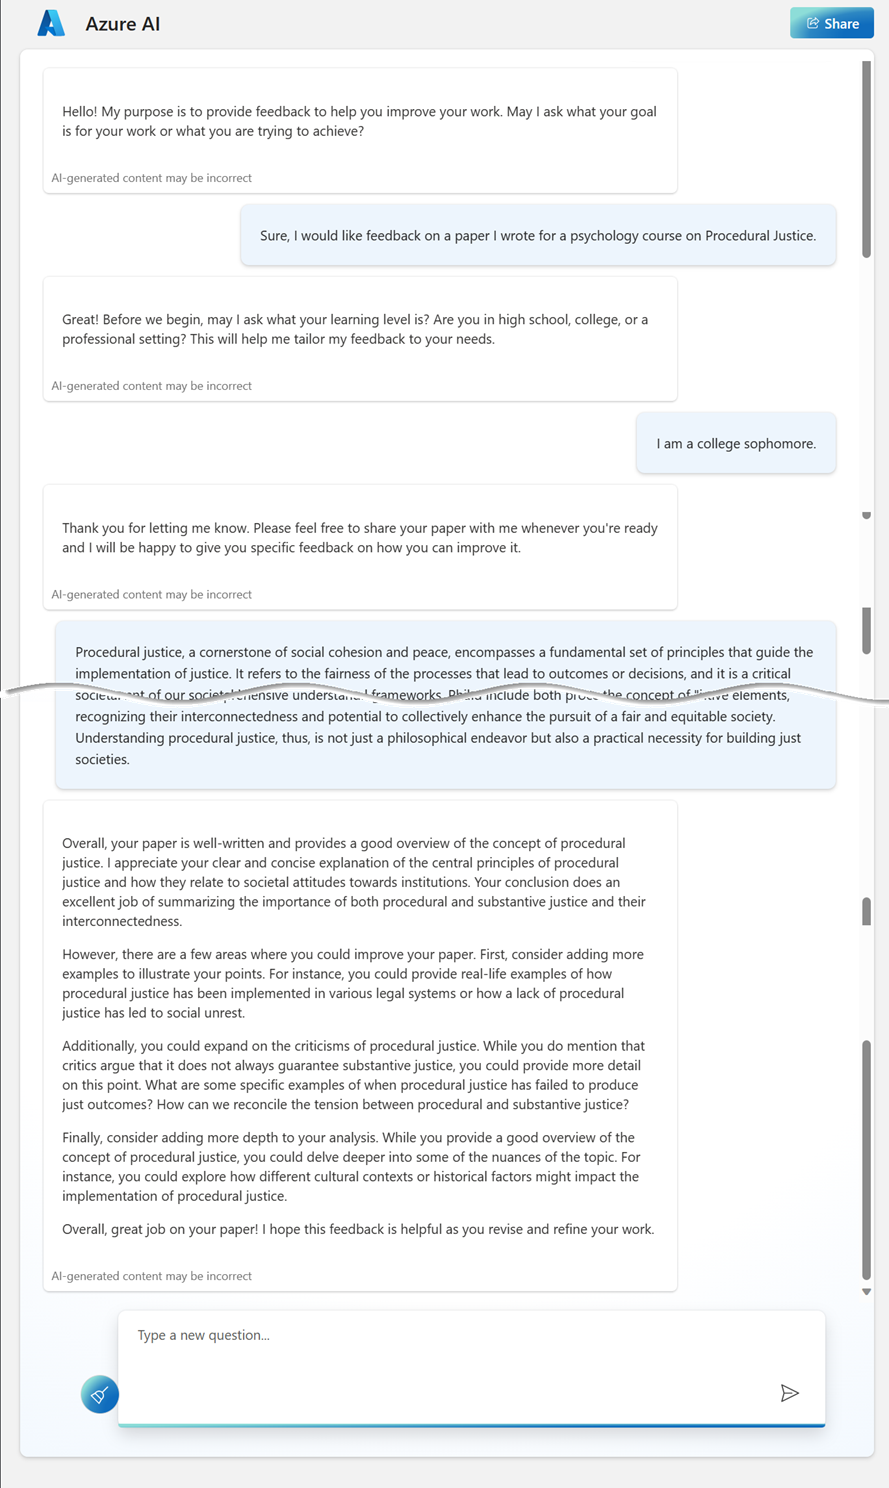 Azure AI
Share
Hello! My purpose is to provide feedback to help you improve your work. May I ask what your goal
is for your work or what you are trying to achieve?
AI-generated content may be incorrect
Sure, I would like feedback on a paper I wrote for a psychology course on Procedural Justice.
Great! Before we begin, may I ask what your learning level is? Are you in high school, college, or a
professional setting? This will help me tailor my feedback to your needs.
AI-generated content may be incorrect
I am a college sophomore.
Thank you for letting me know. Please feel free to share your paper with me whenever you're ready
and I will be happy to give you specific feedback on how you can improve it.
AI-generated content may be incorrect
Procedural justice, a cornerstone of social cohesion and peace, encompasses a fundamental set of principles that guide the
implementation of justice. It refers to the fairness of the processes that lead to outcomes or decisions, and it is a critical
of our include both the concept of elements,
recognizing their interconnectedness and potential to collectively enhance the pursuit of a fair and equitable society.
Understanding procedural justice, thus, is not just a philosophical endeavor but also a practical necessity for building just
societies.
Overall, your paper is well-written and provides a good overview of the concept of procedural
justice. I appreciate your clear and concise explanation of the central principles of procedural
justice and how they relate to societal attitudes towards institutions. Your conclusion does an
excellent job of summarizing the importance of both procedural and substantive justice and their
interconnectedness.
However, there are a few areas where you could improve your paper. First, consider adding more
examples to illustrate your points. For instance, you could provide real-life examples of how
procedural justice has been implemented in various legal systems or how a lack of procedural
justice has led to social unrest.
Additionally, you could expand on the criticisms of procedural justice. While you do mention that
critics argue that it does not always guarantee substantive justice, you could provide more detail
on this point. What are some specific examples of when procedural justice has failed to produce
just outcomes? How can we reconcile the tension between procedural and substantive justice?
Finally, consider adding more depth to your analysis. While you provide a good overview of the
concept of procedural justice, you could delve deeper into some of the nuances of the topic. For
instance, you could explore how different cultural contexts or historical factors might impact the
implementation of procedural justice.
Overall, great job on your paper! I hope this feedback is helpful as you revise and refine your work.
AI-generated content may be incorrect
Type a new question...